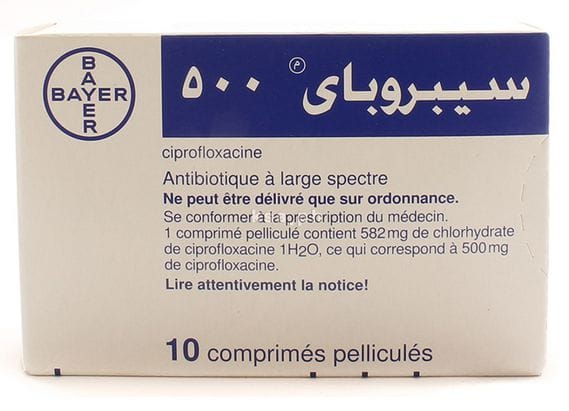 BAYER
BAYER
سيبروباي م ٥٠٠
ciprofloxacine
Antibiotique à large spectre
Ne peut être délivré que sur ordonnance.
Se conformer à la prescription du médecin.
1 comprimé pelliculé contient 582 mg de chlorhydrate
de ciprofloxacine 1H2O, ce qui correspond à 500 mg
de ciprofloxacine.
Lire attentivement la notice!
10 comprimés pelliculés